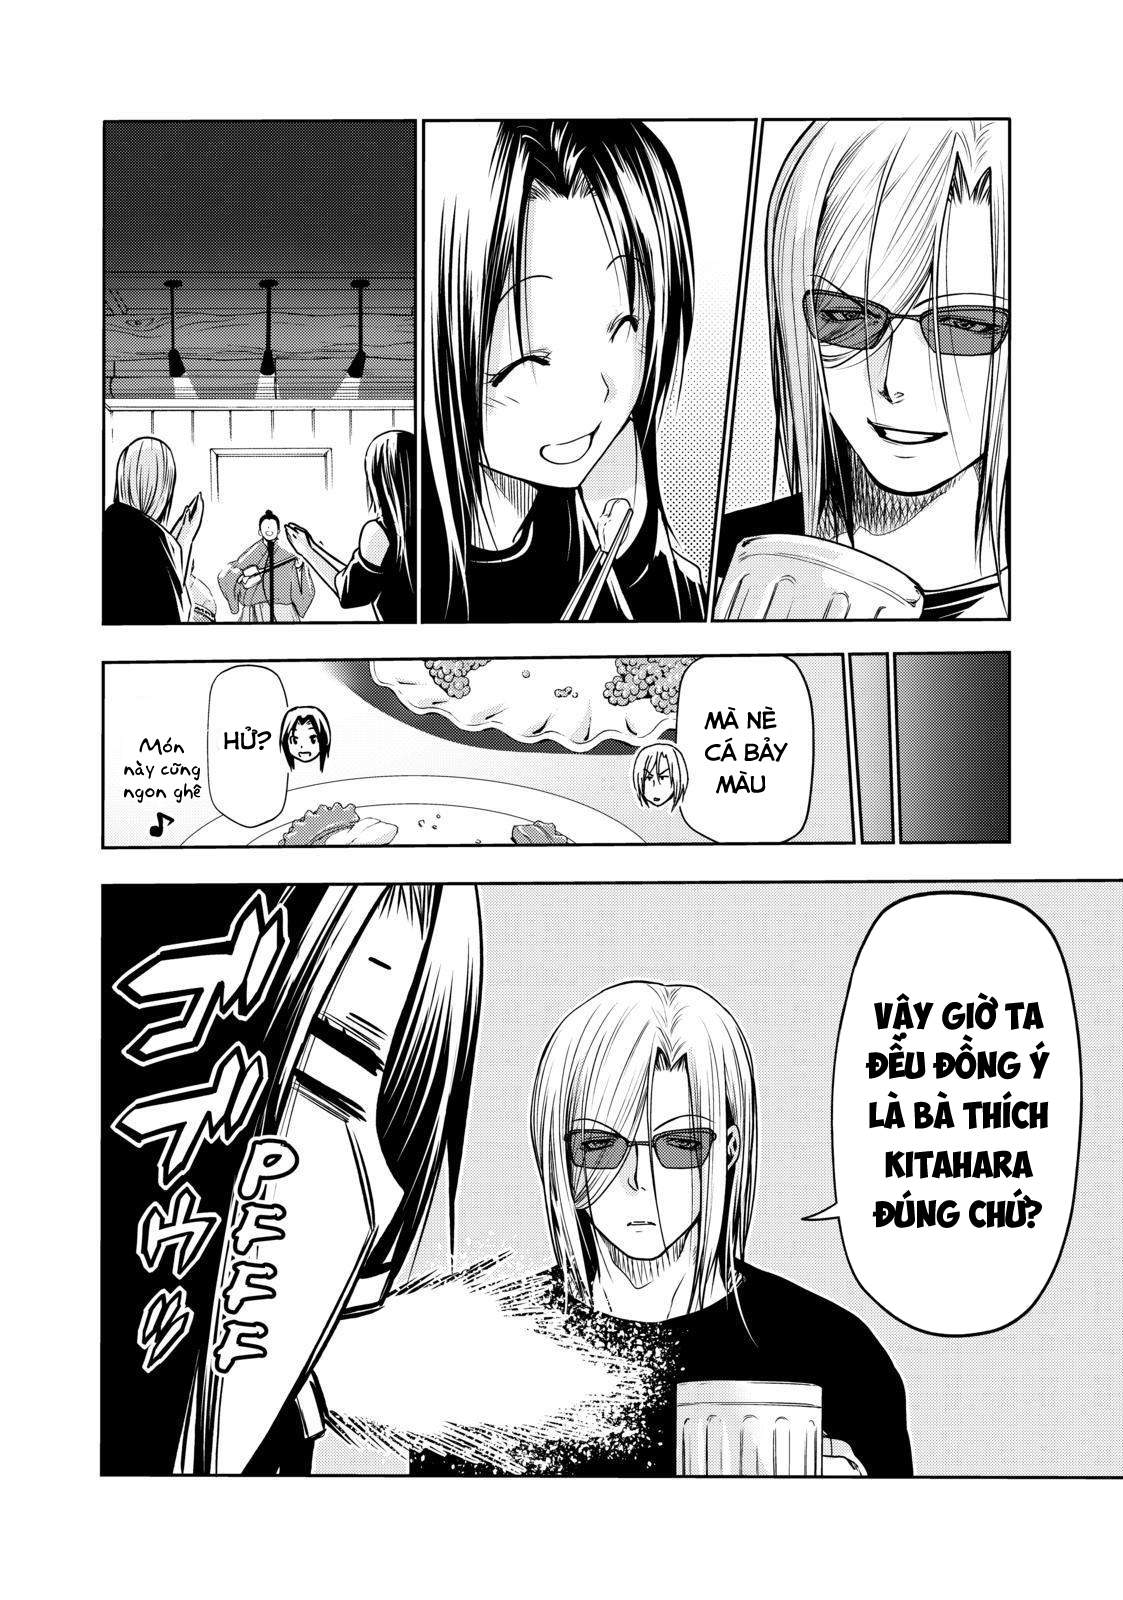 MÀ NÈ
CÁ BẢY
MÀU
HỬ?
Món
này cũng
ngon ghê
VẬY GIỜ TA
ĐỀU ĐỒNG Ý
LÀ BÀ THÍCH
KITAHARA
ĐÚNG CHỨ?
PFFFF